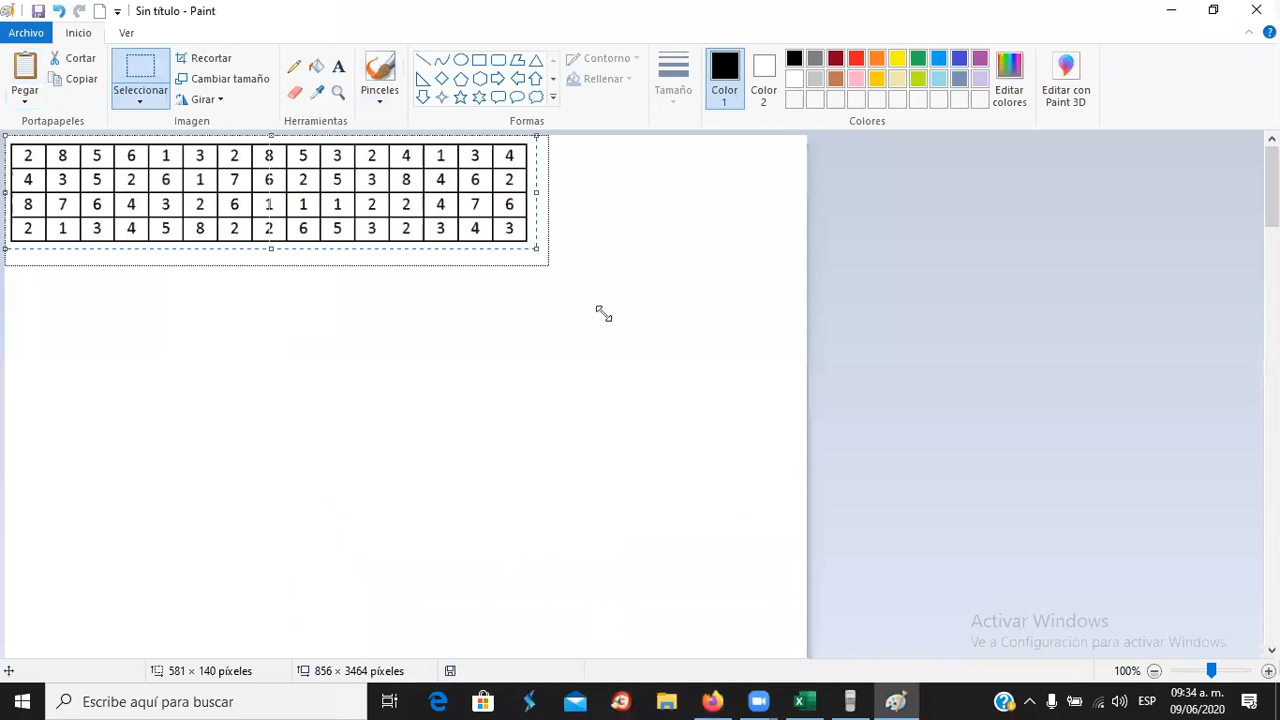 Sin título - Paint
Archivo Inicio Ver
Pegar
Cortar
Copiar
Portapapeles
Seleccionar
Recortar
Cambiar tamaño
Girar
Imagen
A
Herramientas
Pinceles
Contorno
Rellenar
Formas
Tamaño
Color 1
Color 2
Editar colores
Colores
Editar con Paint 3D
2 8 5 6 1 3 2 8 5 3 2 4 1 3 4
4 3 5 2 6 1 7 6 2 5 3 8 4 6 2
8 7 6 4 3 2 6 1 1 1 2 2 4 7 6
2 1 3 4 5 8 2 2 6 5 3 2 3 4 3
Activar Windows
Ve a Configuración para activar Windows.
581 × 140 píxeles 856 × 3464 píxeles 100%
Escribe aquí para buscar
ESP
09:34 a. m.
09/06/2020